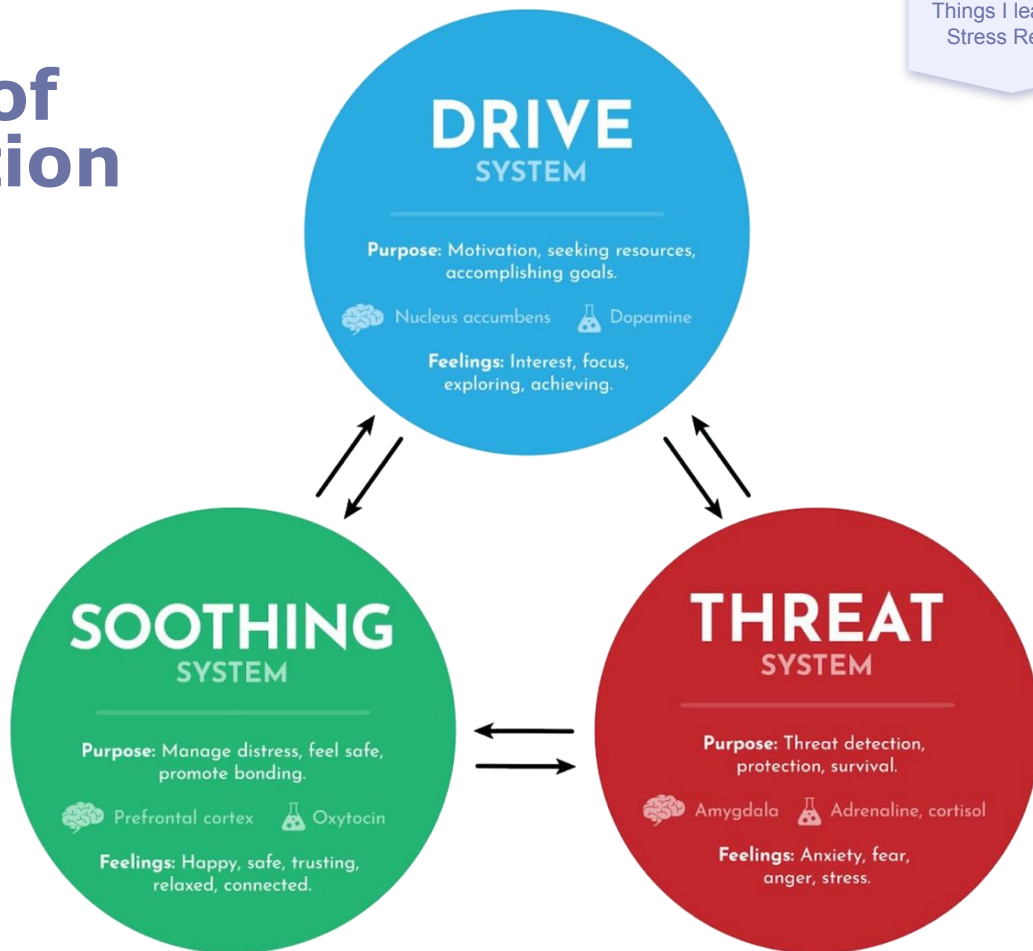 of
tion
Things I lea
Stress Re
DRIVE
SYSTEM
Purpose: Motivation, seeking resources,
accomplishing goals.
Nucleus accumbens Dopamine
Feelings: Interest, focus,
exploring, achieving.
SOOTHING
SYSTEM
Purpose: Manage distress, feel safe,
promote bonding.
Prefrontal cortex Oxytocin
Feelings: Happy, safe, trusting,
relaxed, connected.
THREAT
SYSTEM
Purpose: Threat detection,
protection, survival.
Amygdala Adrenaline, cortisol
Feelings: Anxiety, fear,
anger, stress.